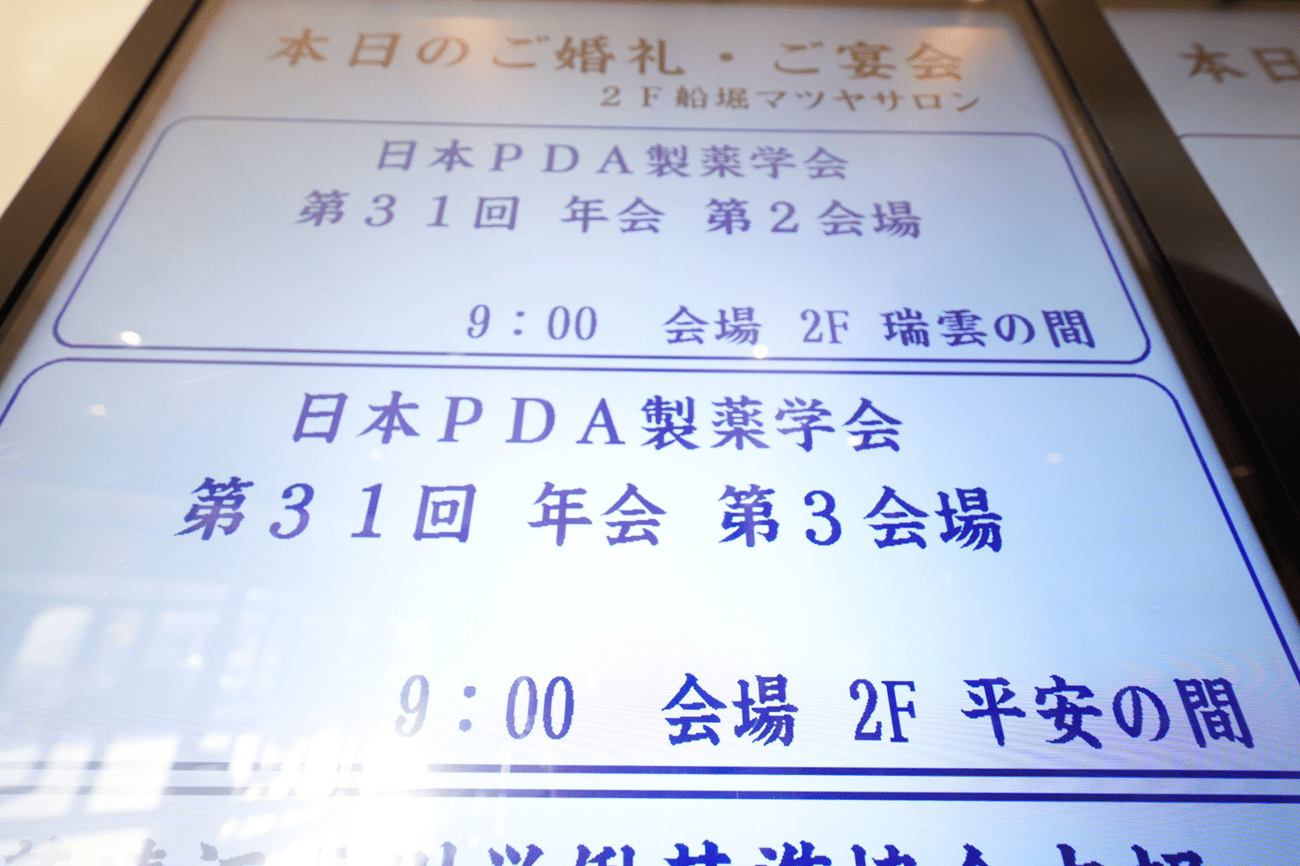 本日のご婚礼・ご宴会
2F船堀マツヤサロン
日本PDA製薬学会
第31回 年会 第2会場
9:00 会場 2F 瑞雲の間
日本PDA製薬学会
第31回 年会 第3会場
9:00 会場 2F 平安の間
本日